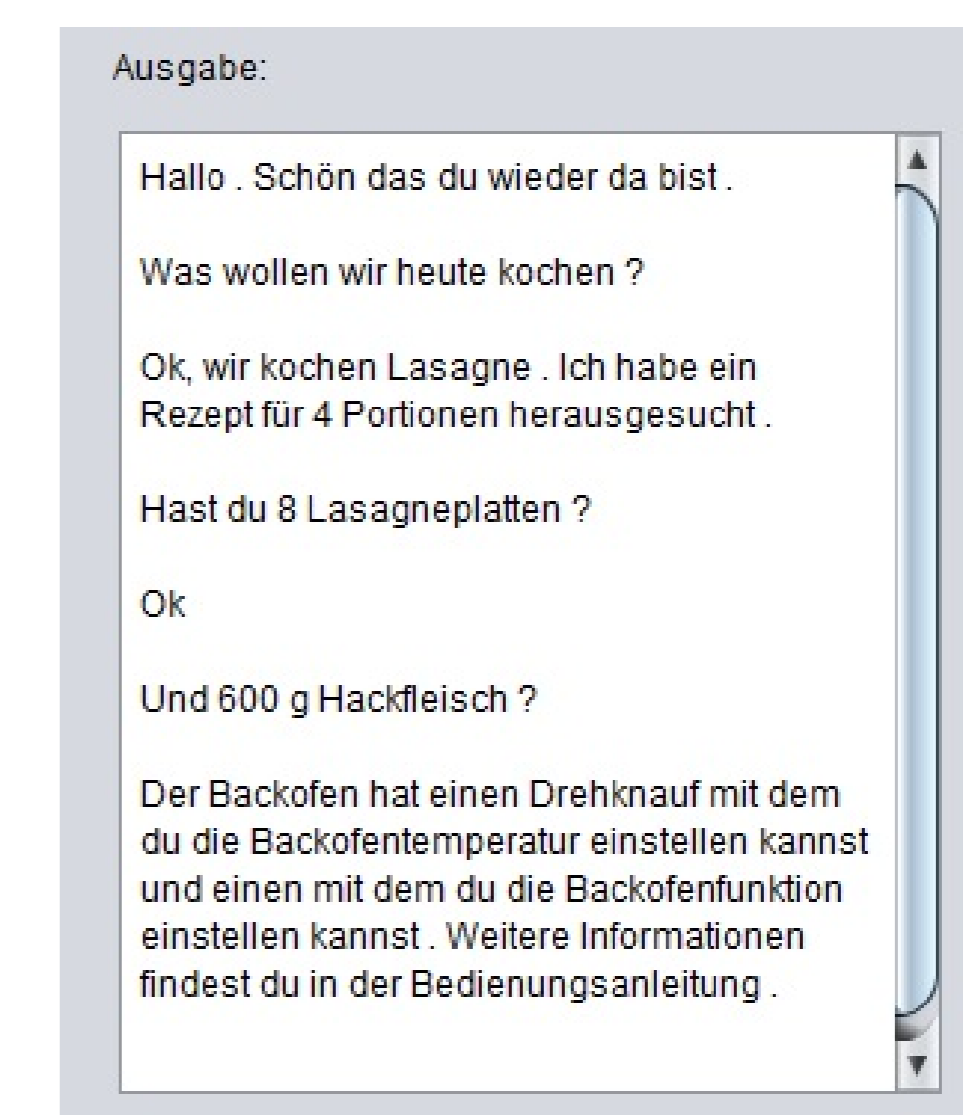 Ausgabe:
Hallo . Schön das du wieder da bist .
Was wollen wir heute kochen ?
Ok, wir kochen Lasagne . Ich habe ein
Rezept für 4 Portionen herausgesucht .
Hast du 8 Lasagneplatten ?
Ok
Und 600 g Hackfleisch ?
Der Backofen hat einen Drehknauf mit dem
du die Backofentemperatur einstellen kannst
und einen mit dem du die Backofenfunktion
einstellen kannst . Weitere Informationen
findest du in der Bedienungsanleitung .